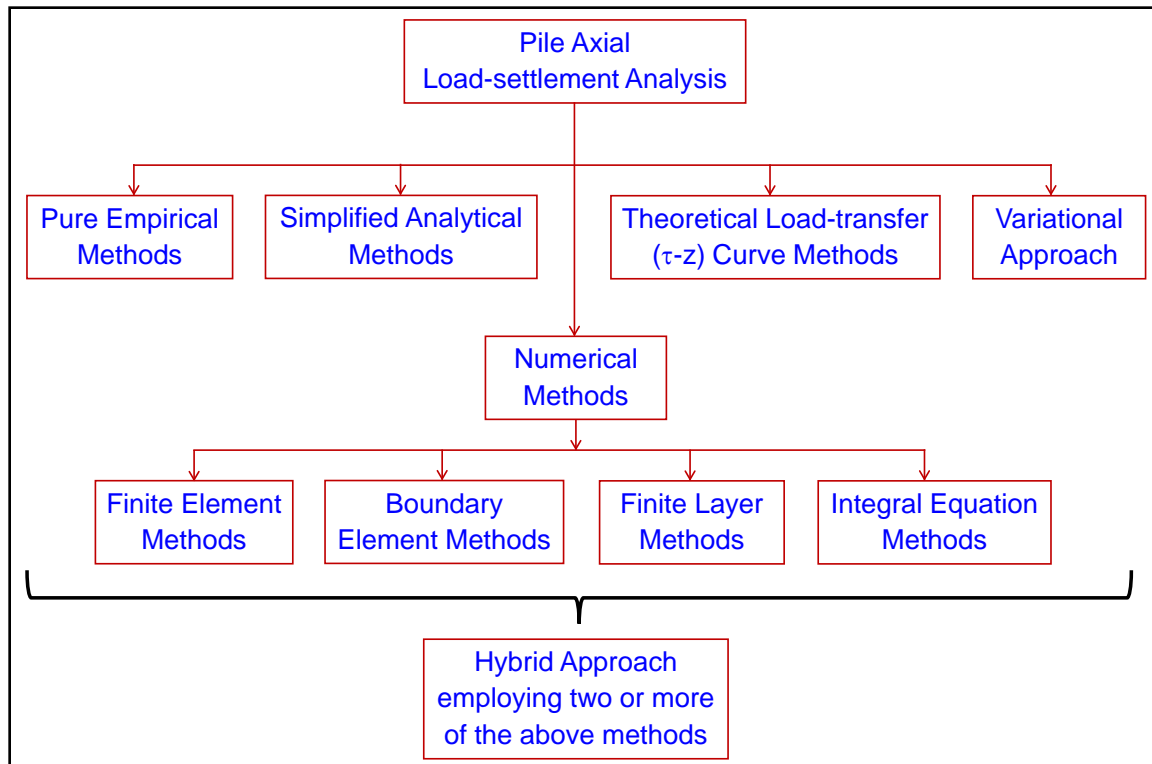 Pile Axial
Load-settlement Analysis
Pure Empirical
Methods
Simplified Analytical
Methods
Theoretical Load-transfer
(τ-z) Curve Methods
Variational
Approach
Numerical
Methods
Finite Element
Methods
Boundary
Element Methods
Finite Layer
Methods
Integral Equation
Methods
Hybrid Approach
employing two or more
of the above methods